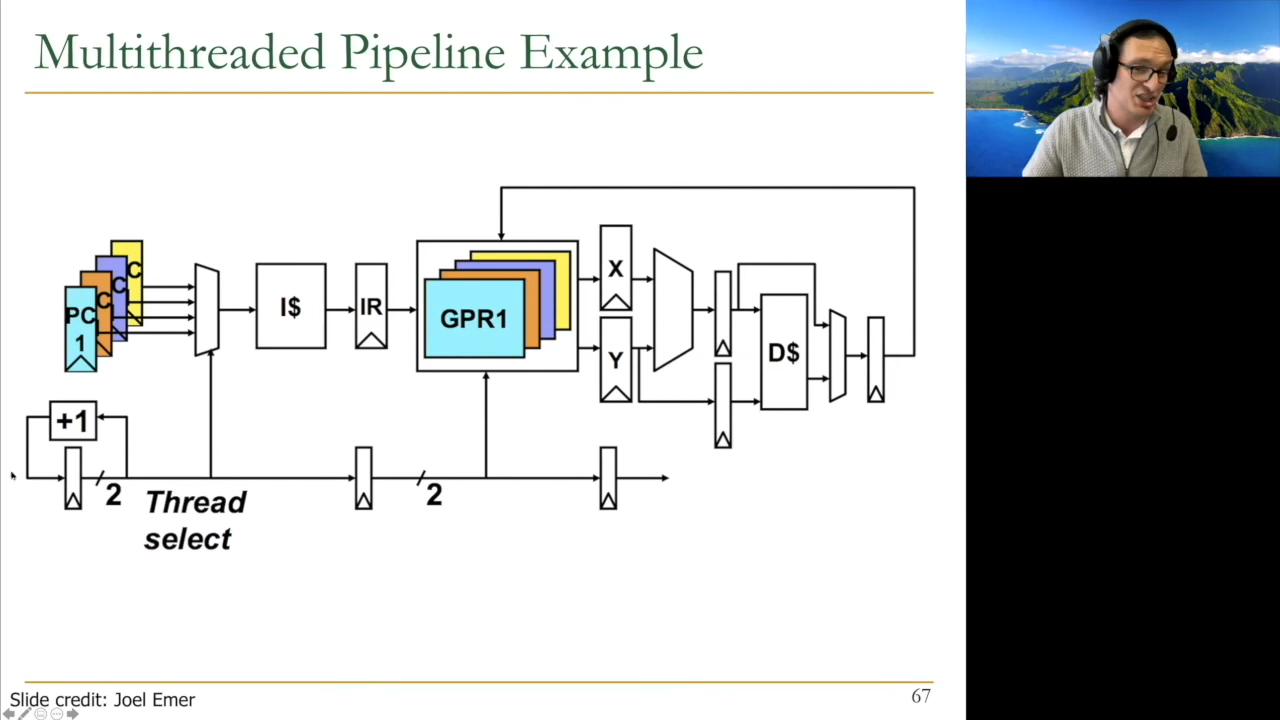 Multithreaded Pipeline Example
C
C
C
PC
1
I$
IR
GPR1
X
Y
D$
+1
2
Thread
select
2
Slide credit: Joel Emer
67